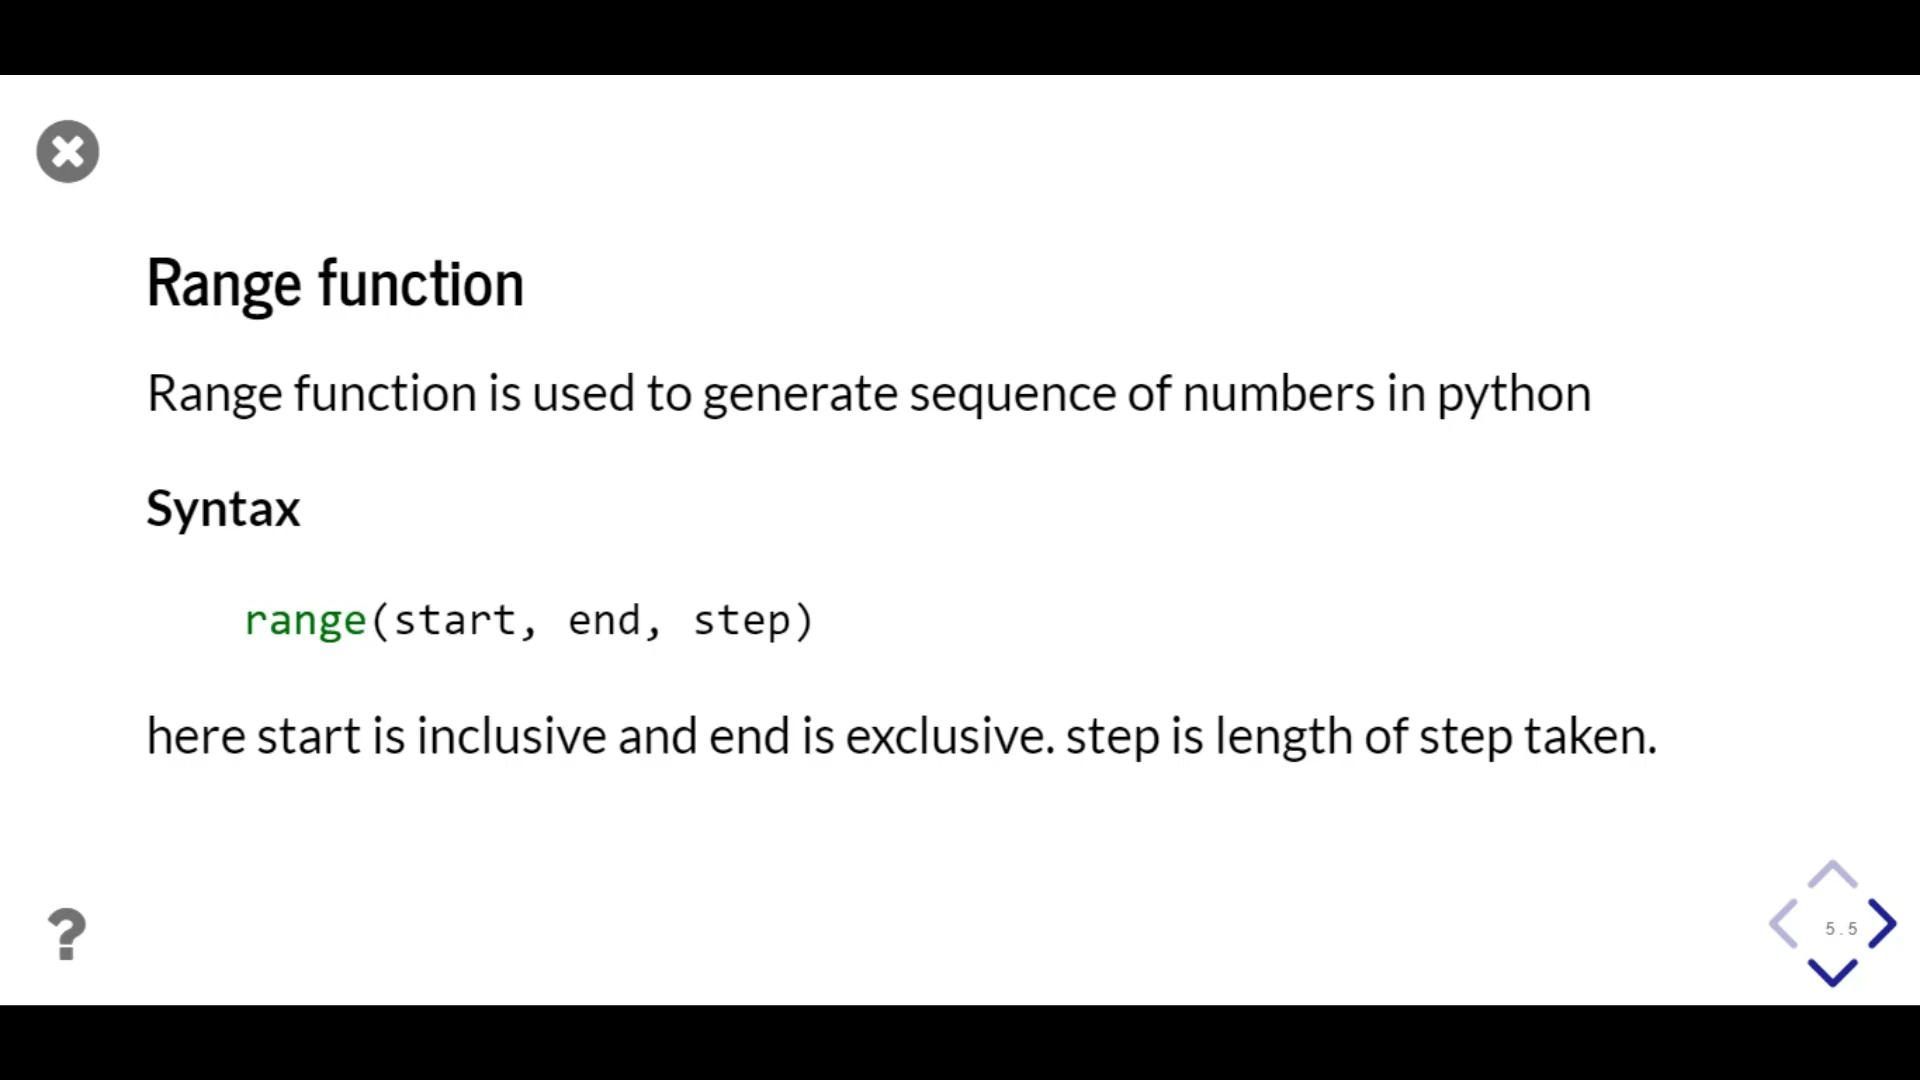 Range function
Range function is used to generate sequence of numbers in python
Syntax
range(start, end, step)
here start is inclusive and end is exclusive. step is length of step taken.
?
5.5